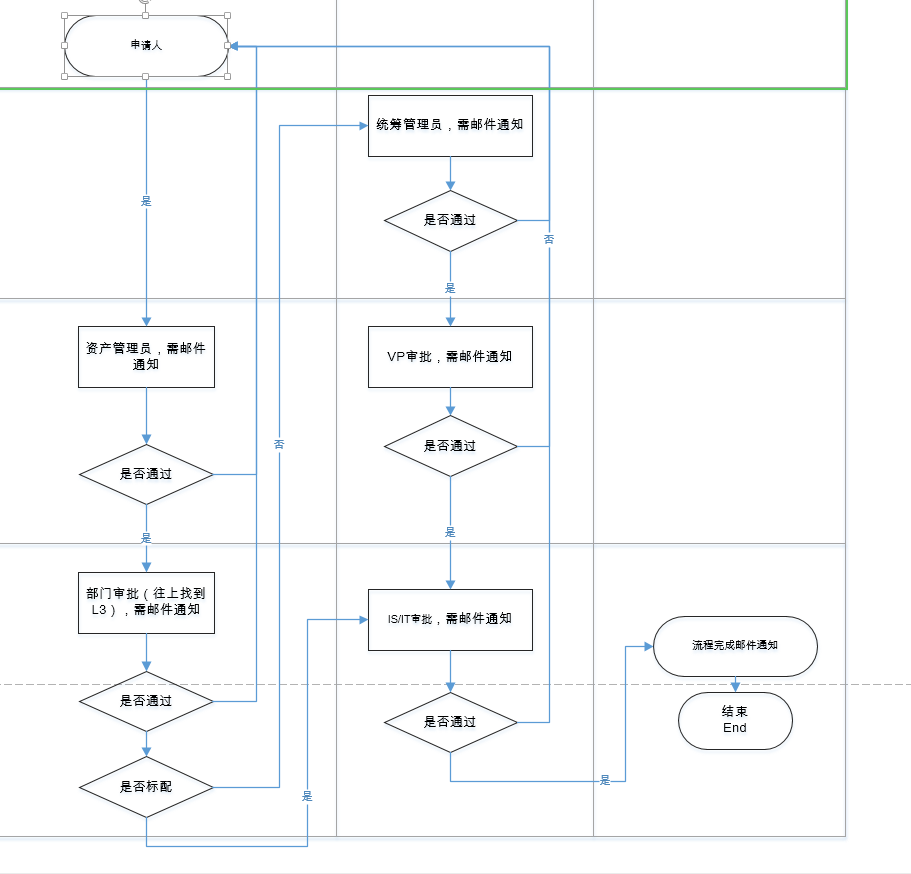 申请人
是
资产管理员，需邮件
通知
是否通过
是
部门审批（往上找到
L3），需邮件通知
是否通过
是否标配
否
是
统筹管理员，需邮件通知
是否通过
否
是
VP审批，需邮件通知
是否通过
是
IS/IT审批，需邮件通知
是否通过
是
流程完成邮件通知
结束
End